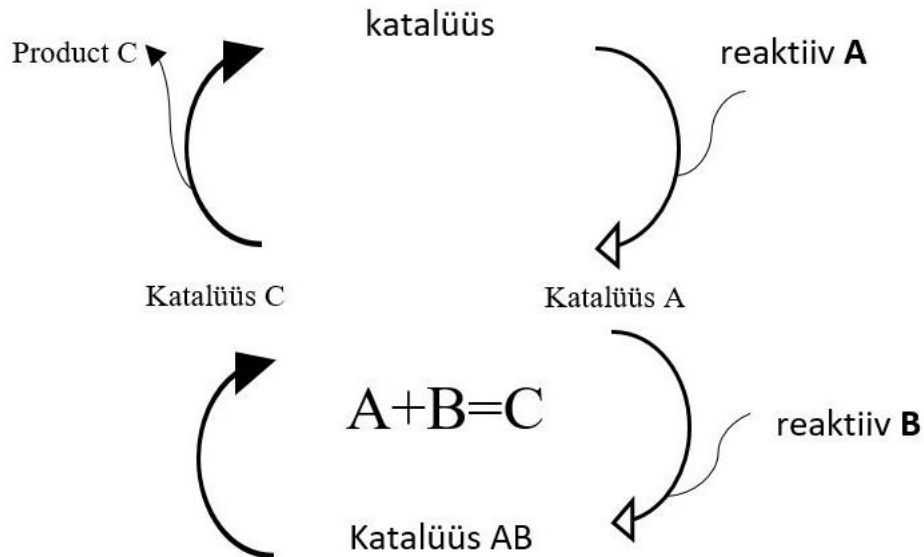 katalüüs
Product C
reaktiiv A
Katalüüs C
Katalüüs A
A+B=C
reaktiiv B
Katalüüs AB